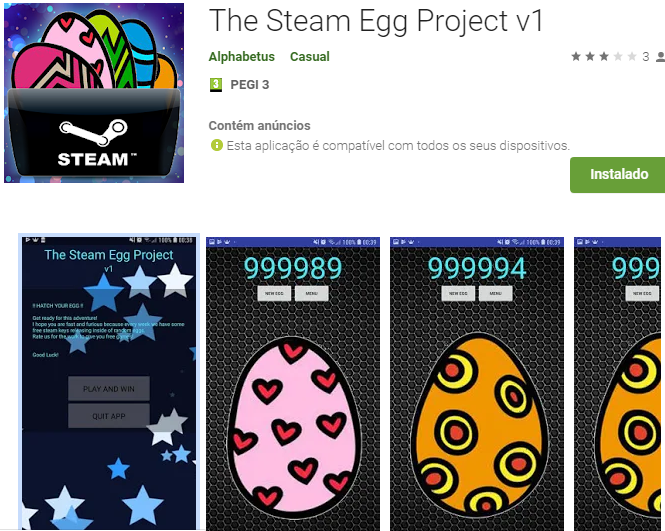 The Steam Egg Project v1
Alphabetus Casual
3
3 PEGI 3
Contém anúncios
Esta aplicação é compatível com todos os seus dispositivos.
Instalado
STEAM™
100% 00:38
The Steam Egg Project
v1
!! HATCH YOUR EGG !!
Get ready for this adventure!
I hope you are fast and furious because every week we have some
free steam keys releasing inside of random eggs.
Rate us for the work to give you free games!
Good Luck!
PLAY AND WIN
QUIT APP
100% 00:39
999989
NEW EGG MENU
100% 00:39
999994
NEW EGG MENU
999
NEW EGG